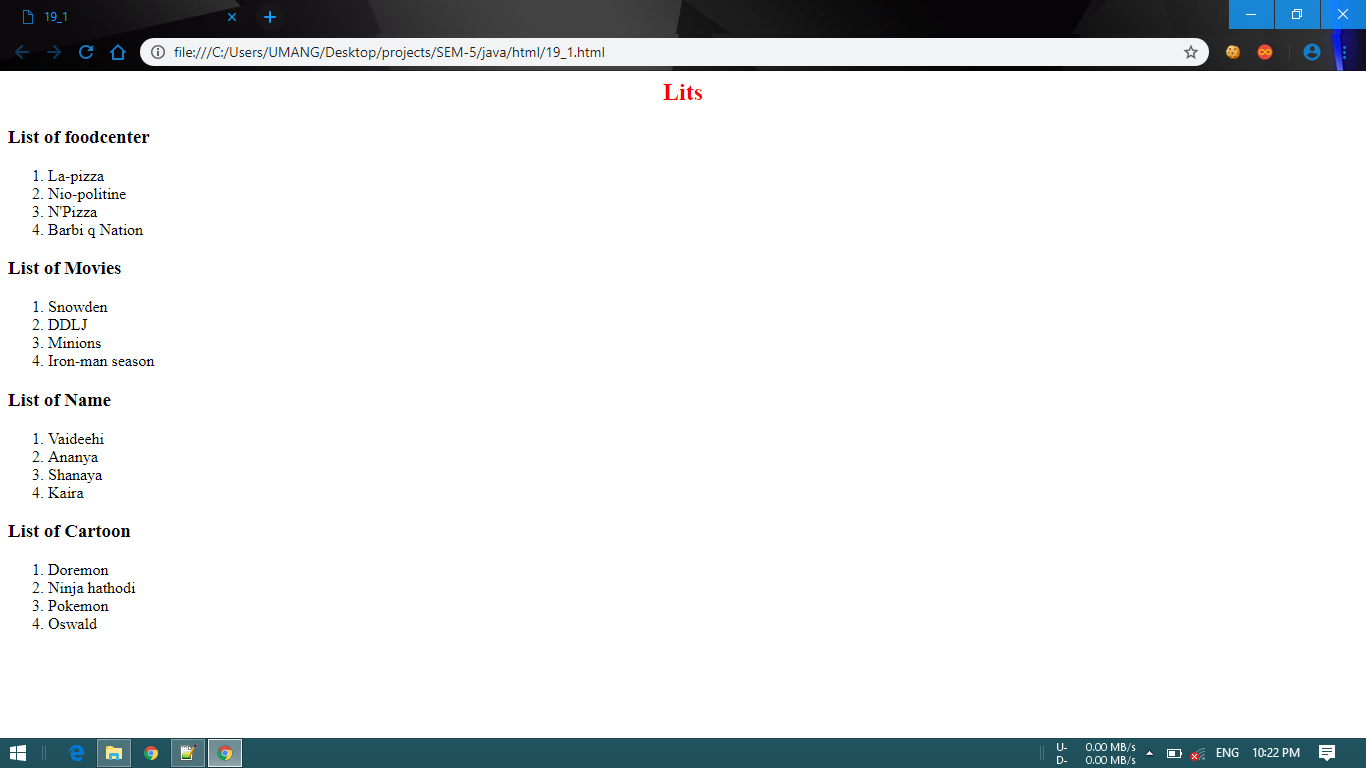 19_1
file:///C:/Users/UMANG/Desktop/projects/SEM-5/java/html/19_1.html
Lits
List of foodcenter
1. La-pizza
2. Nio-politine
3. N'Pizza
4. Barbi q Nation
List of Movies
1. Snowden
2. DDLJ
3. Minions
4. Iron-man season
List of Name
1. Vaideehi
2. Ananya
3. Shanaya
4. Kaira
List of Cartoon
1. Doremon
2. Ninja hathodi
3. Pokemon
4. Oswald
U- 0.00 MB/s
D- 0.00 MB/s
ENG 10:22 PM